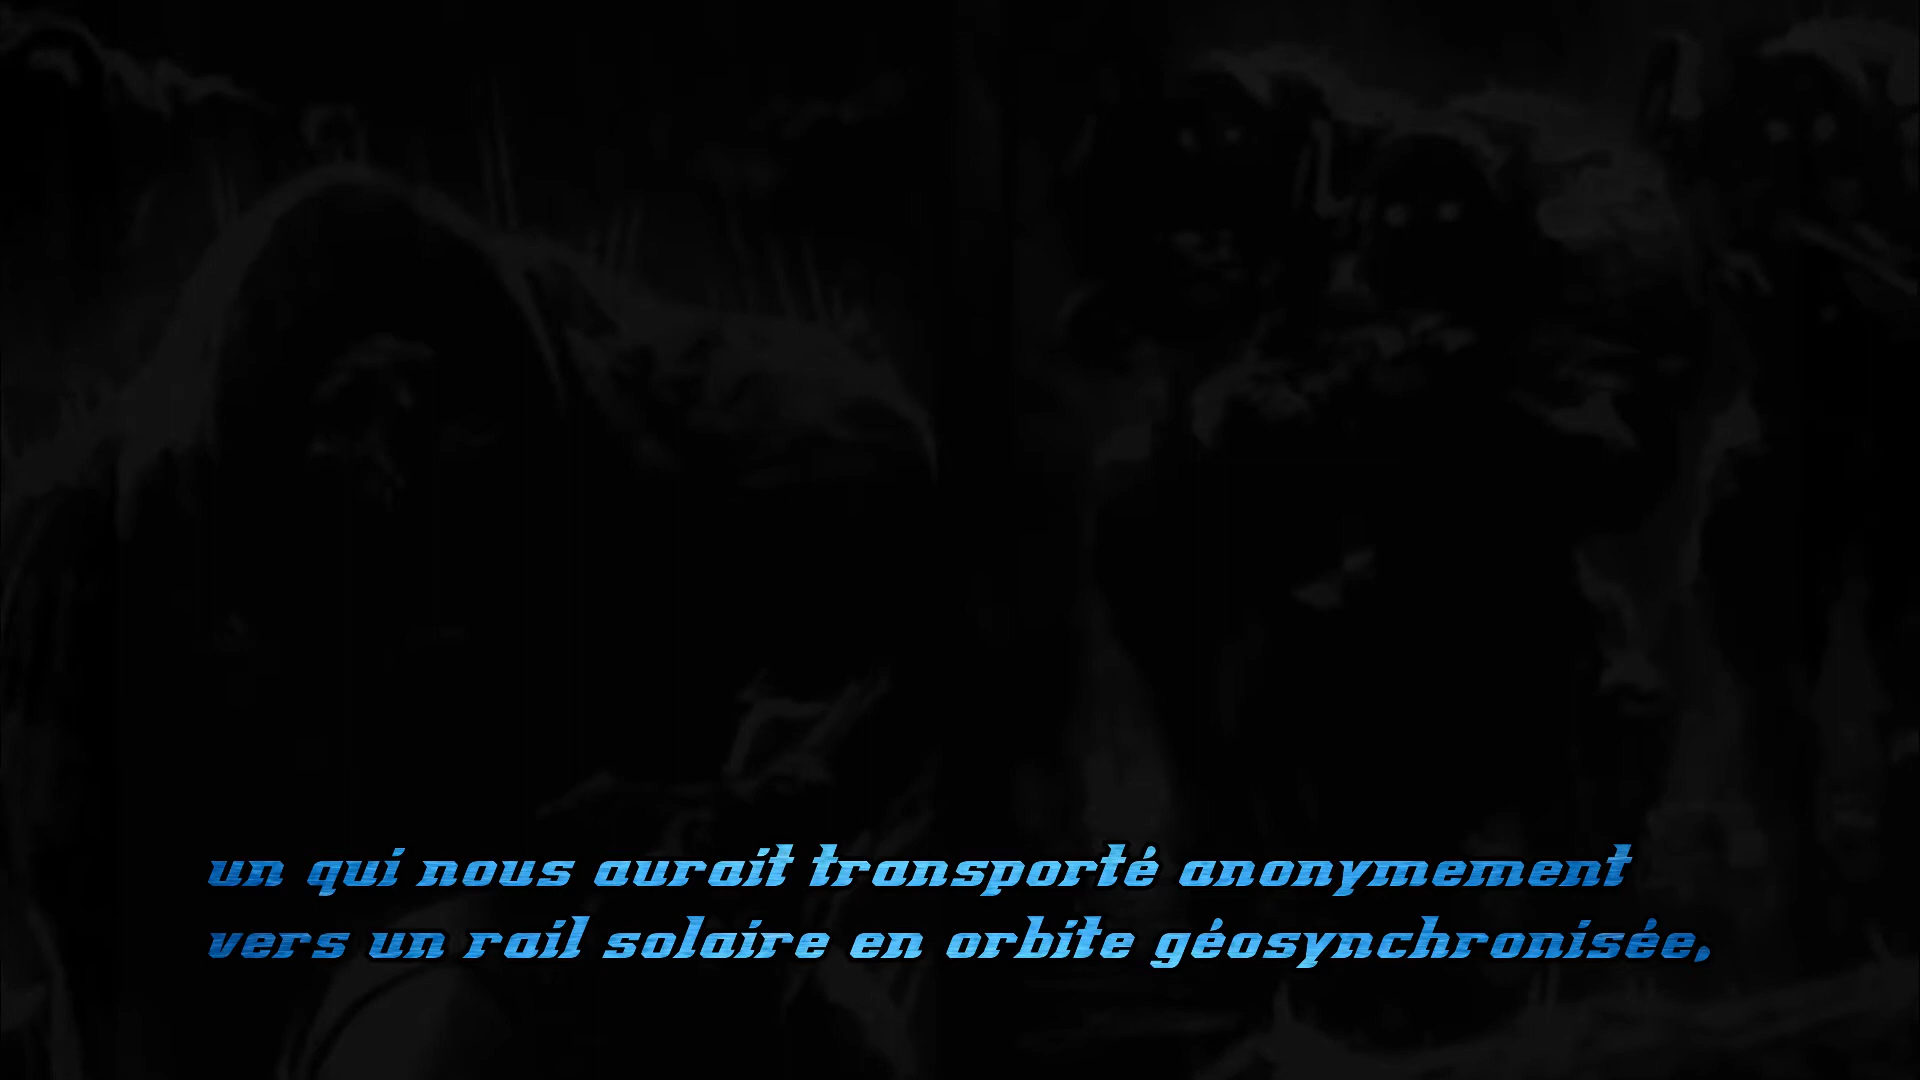 un qui nous aurait transporté anonymement
vers un rail solaire en orbite géosynchronisée,